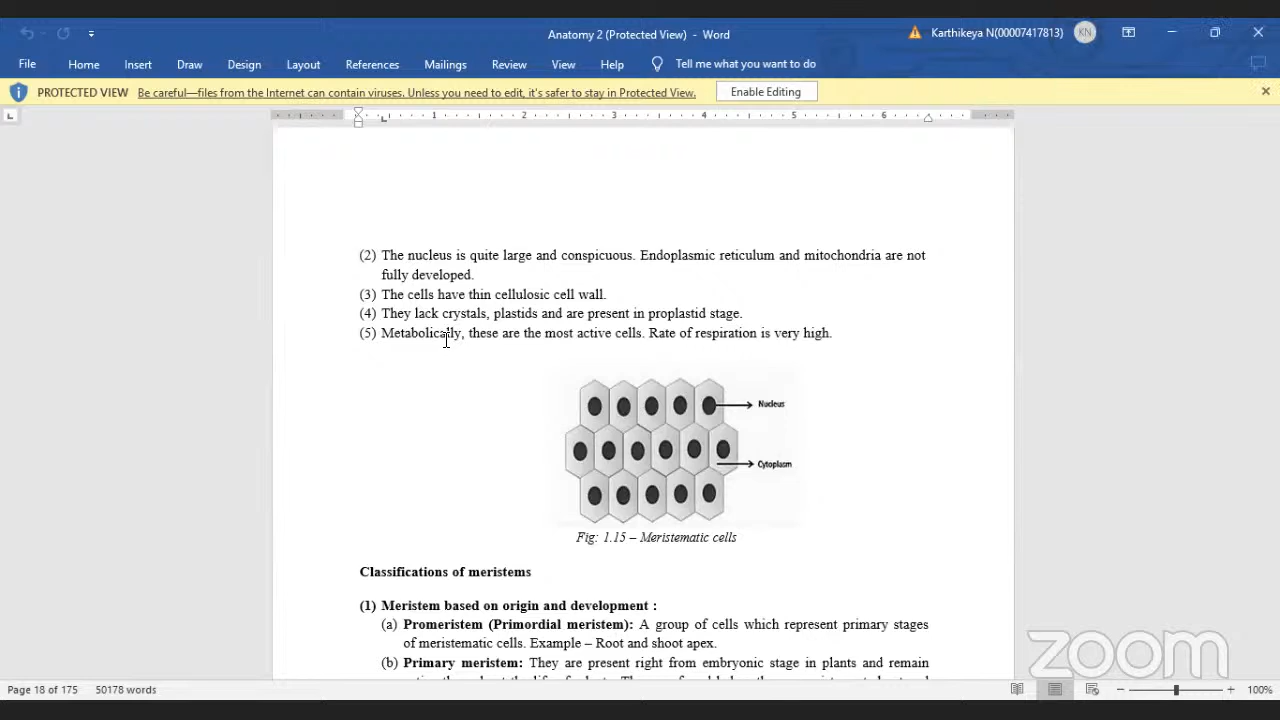 Anatomy 2 (Protected View) - Word
Karthikeya N(00007417813)
KN
File Home Insert Draw Design Layout References Mailings Review View Help Tell me what you want to do
PROTECTED VIEW Be careful—files from the Internet can contain viruses. Unless you need to edit, it's safer to stay in Protected View. Enable Editing
1 2 3 4 5 6
(2) The nucleus is quite large and conspicuous. Endoplasmic reticulum and mitochondria are not
fully developed.
(3) The cells have thin cellulosic cell wall.
(4) They lack crystals, plastids and are present in proplastid stage.
(5) Metabolically, these are the most active cells. Rate of respiration is very high.
Nucleus
Cytoplasm
Fig: 1.15 – Meristematic cells
Classifications of meristems
(1) Meristem based on origin and development :
(a) Promeristem (Primordial meristem): A group of cells which represent primary stages
of meristematic cells. Example – Root and shoot apex.
(b) Primary meristem: They are present right from embryonic stage in plants and remain
zoom
Page 18 of 175 50178 words
100%